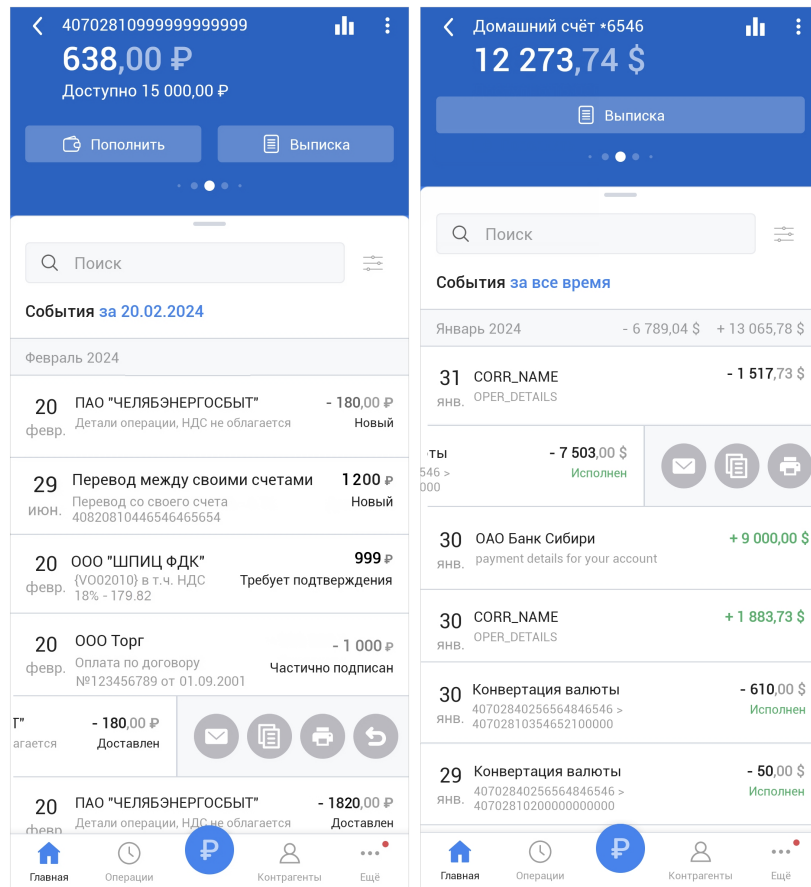 40702810999999999999
638,00 ₽
Доступно 15 000,00 ₽
Пополнить
Выписка
Поиск
События за 20.02.2024
Февраль 2024
20 ПАО "ЧЕЛЯБЭНЕРГОСБЫТ" - 180,00 ₽
февр. Детали операции, НДС не облагается Новый
29 Перевод между своими счетами 1 200 ₽
июн. Перевод со своего счета Новый
40820810446546465654
20 ООО "ШПИЦ ФДК" 999 ₽
февр. {VO02010} в т.ч. НДС Требует подтверждения
18% - 179.82
20 ООО Торг - 1 000 ₽
февр. Оплата по договору Частично подписан
№123456789 от 01.09.2001
Т" - 180,00 ₽
агается Доставлен
20 ПАО "ЧЕЛЯБЭНЕРГОСБЫТ" - 1820,00 ₽
февр. Детали операции, НДС не облагается Доставлен
₽
Главная Операции Контрагенты Ещё
Домашний счёт *6546
12 273,74 $
Выписка
Поиск
События за все время
Январь 2024 - 6 789,04 $ + 13 065,78 $
31 CORR_NAME - 1 517,73 $
янв. OPER_DETAILS
ты - 7 503,00 $
546 > Исполнен
000
30 ОАО Банк Сибири + 9 000,00 $
янв. payment details for your account
30 CORR_NAME + 1 883,73 $
янв. OPER_DETAILS
30 Конвертация валюты - 610,00 $
янв. 40702840256564846546 > Исполнен
40702810354652100000
29 Конвертация валюты - 50,00 $
янв. 40702840256564846546 > Исполнен
40702810200000000000
₽
Главная Операции Контрагенты Ещё